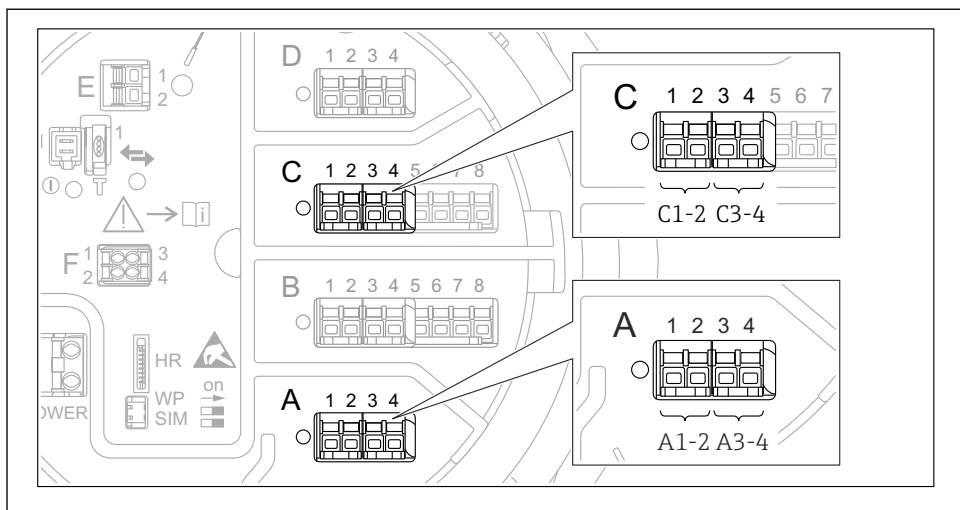 D 1 2 3 4
E 1
2
1
C 1 2 3 4 5 6 7 8
i
F 1 2 3 4
B 1 2 3 4 5 6 7 8
HR
WP
SIM
on
OWER
A 1 2 3 4
C 1 2 3 4 5 6 7
C1-2 C3-4
A 1 2 3 4
A1-2 A3-4